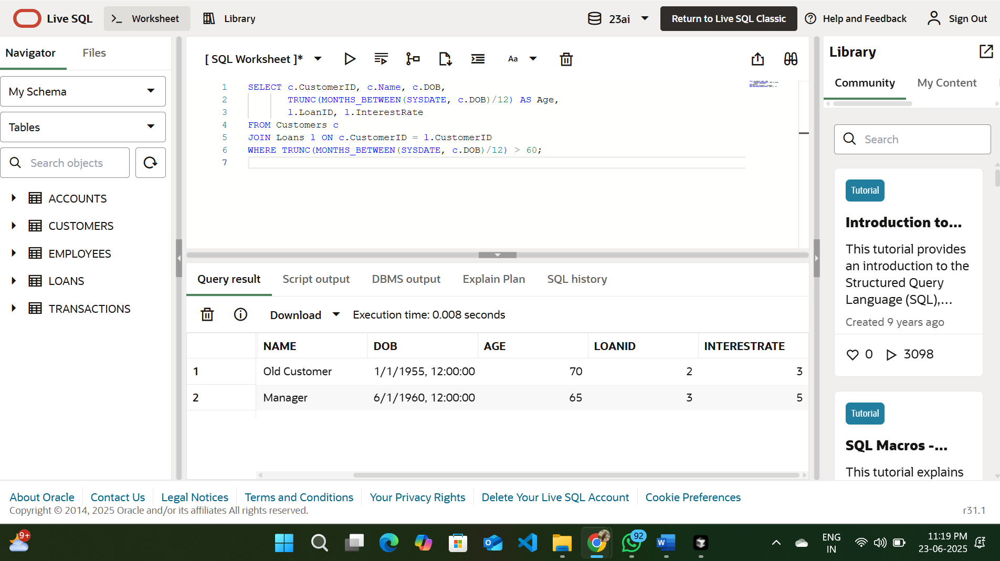 Live SQL
Worksheet
Library
23ai
Return to Live SQL Classic
Help and Feedback
Sign Out
Navigator
Files
My Schema
Tables
Search objects
ACCOUNTS
CUSTOMERS
EMPLOYEES
LOANS
TRANSACTIONS
[ SQL Worksheet ]*
Aa
1 SELECT c.CustomerID, c.Name, c.DOB,
2 TRUNC(MONTHS_BETWEEN(SYSDATE, c.DOB)/12) AS Age,
3 l.LoanID, l.InterestRate
4 FROM Customers c
5 JOIN Loans l ON c.CustomerID = l.CustomerID
6 WHERE TRUNC(MONTHS_BETWEEN(SYSDATE, c.DOB)/12) > 60;
7
Query result
Script output
DBMS output
Explain Plan
SQL history
Download
Execution time: 0.008 seconds
NAME DOB AGE LOANID INTERESTRATE
1 Old Customer 1/1/1955, 12:00:00 70 2 3
2 Manager 6/1/1960, 12:00:00 65 3 5
Library
Community
My Content
Search
Tutorial
Introduction to...
This tutorial provides
an introduction to the
Structured Query
Language (SQL),...
Created 9 years ago
0
3098
Tutorial
SQL Macros -...
This tutorial explains
About Oracle
Contact Us
Legal Notices
Terms and Conditions
Your Privacy Rights
Delete Your Live SQL Account
Cookie Preferences
Copyright © 2014, 2025 Oracle and/or its affiliates All rights reserved.
r31.1
9+
92
ENG
IN
11:19 PM
23-06-2025